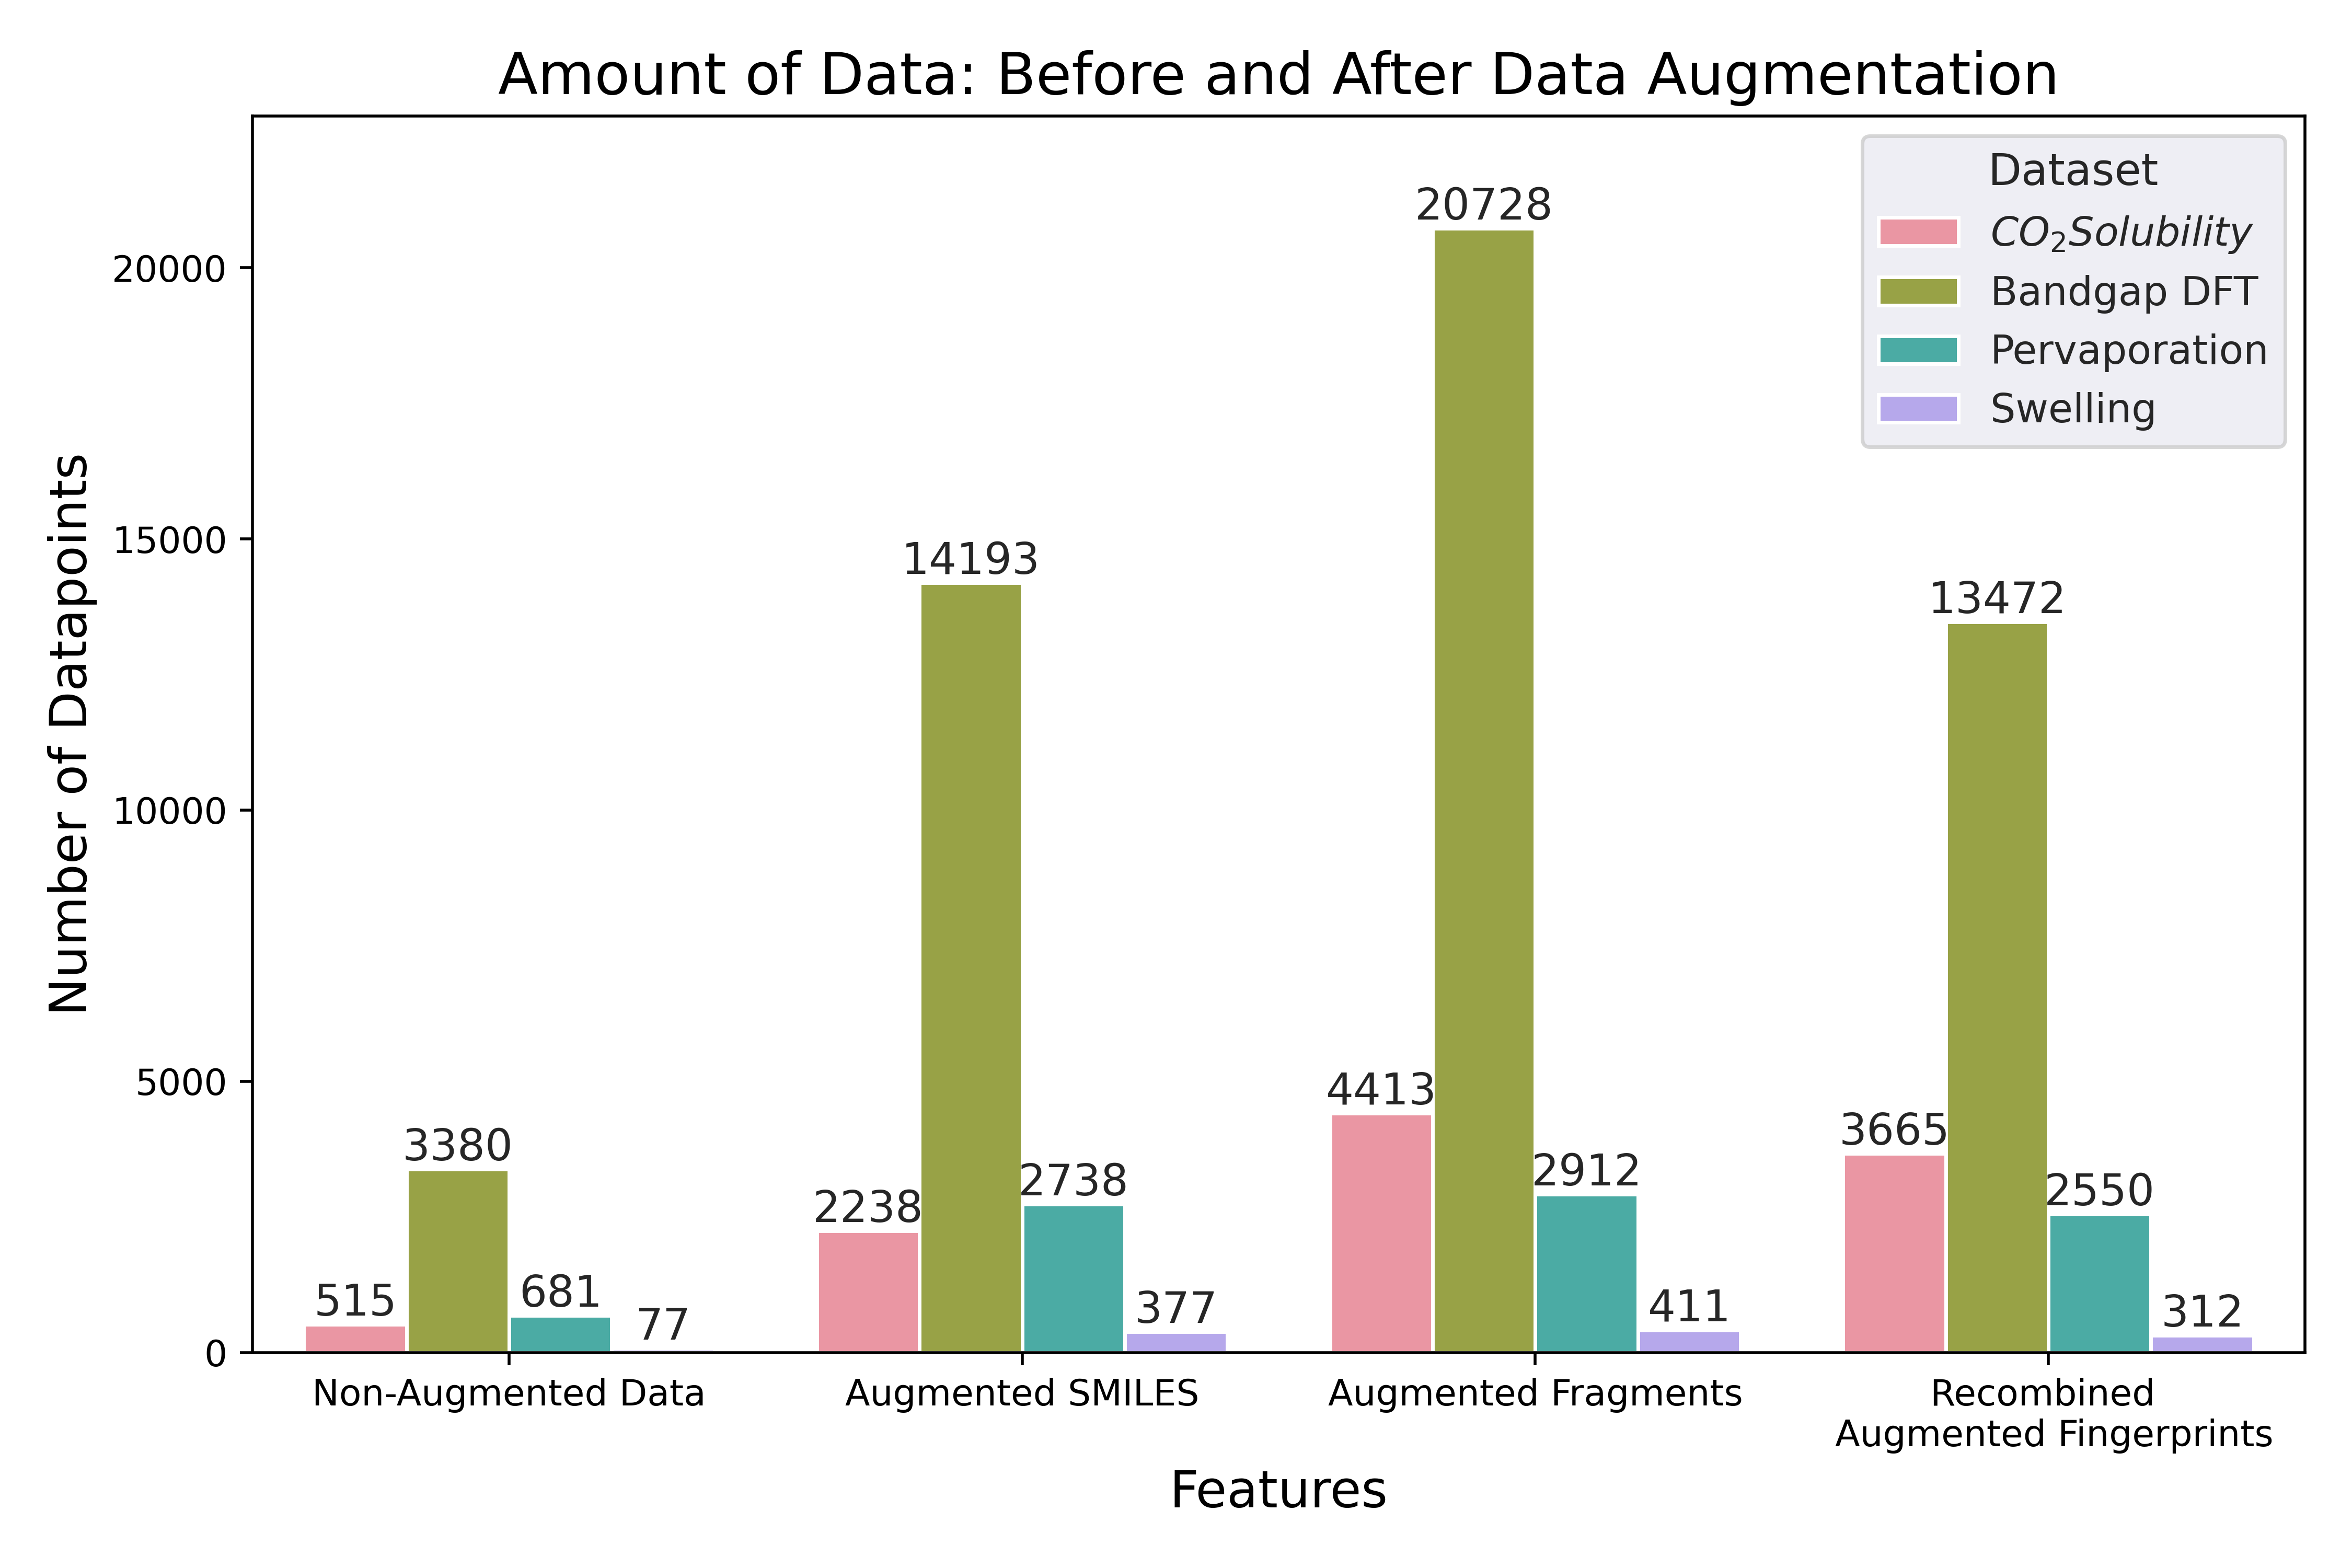 Amount of Data: Before and After Data Augmentation
Dataset
CO₂Solubility
Bandgap DFT
Pervaporation
Swelling
Number of Datapoints
20000
15000
10000
5000
0
515
3380
681
77
2238
14193
2738
377
4413
20728
2912
411
3665
13472
2550
312
Non-Augmented Data
Augmented SMILES
Augmented Fragments
Recombined
Augmented Fingerprints
Features